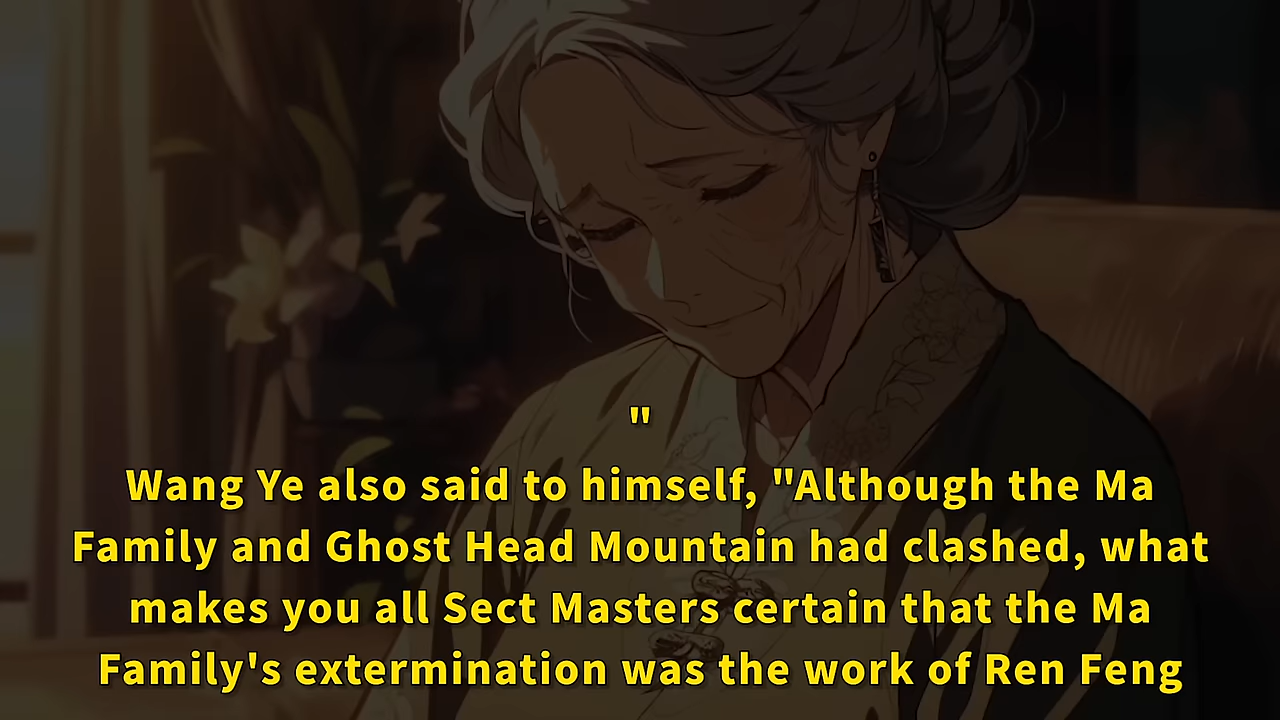 "
Wang Ye also said to himself, "Although the Ma
Family and Ghost Head Mountain had clashed, what
makes you all Sect Masters certain that the Ma
Family's extermination was the work of Ren Feng